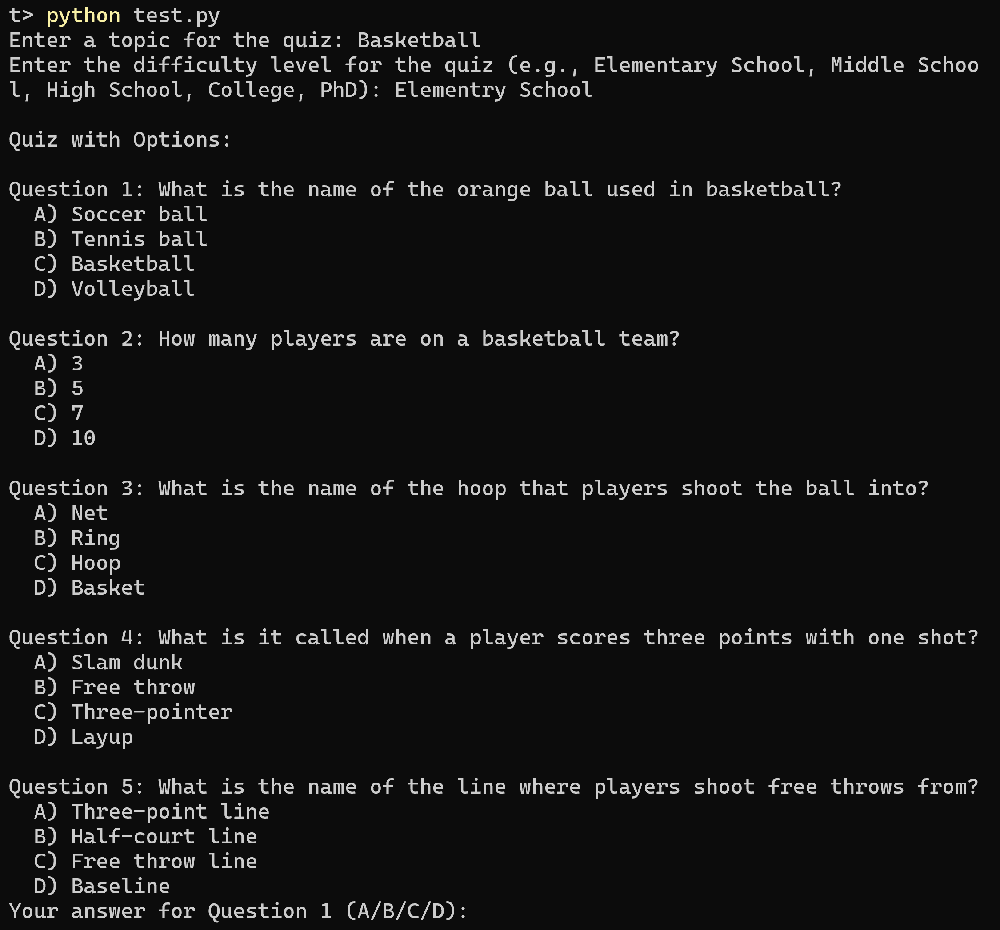 t> python test.py
Enter a topic for the quiz: Basketball
Enter the difficulty level for the quiz (e.g., Elementary School, Middle Schoo
l, High School, College, PhD): Elementry School
Quiz with Options:
Question 1: What is the name of the orange ball used in basketball?
A) Soccer ball
B) Tennis ball
C) Basketball
D) Volleyball
Question 2: How many players are on a basketball team?
A) 3
B) 5
C) 7
D) 10
Question 3: What is the name of the hoop that players shoot the ball into?
A) Net
B) Ring
C) Hoop
D) Basket
Question 4: What is it called when a player scores three points with one shot?
A) Slam dunk
B) Free throw
C) Three-pointer
D) Layup
Question 5: What is the name of the line where players shoot free throws from?
A) Three-point line
B) Half-court line
C) Free throw line
D) Baseline
Your answer for Question 1 (A/B/C/D):